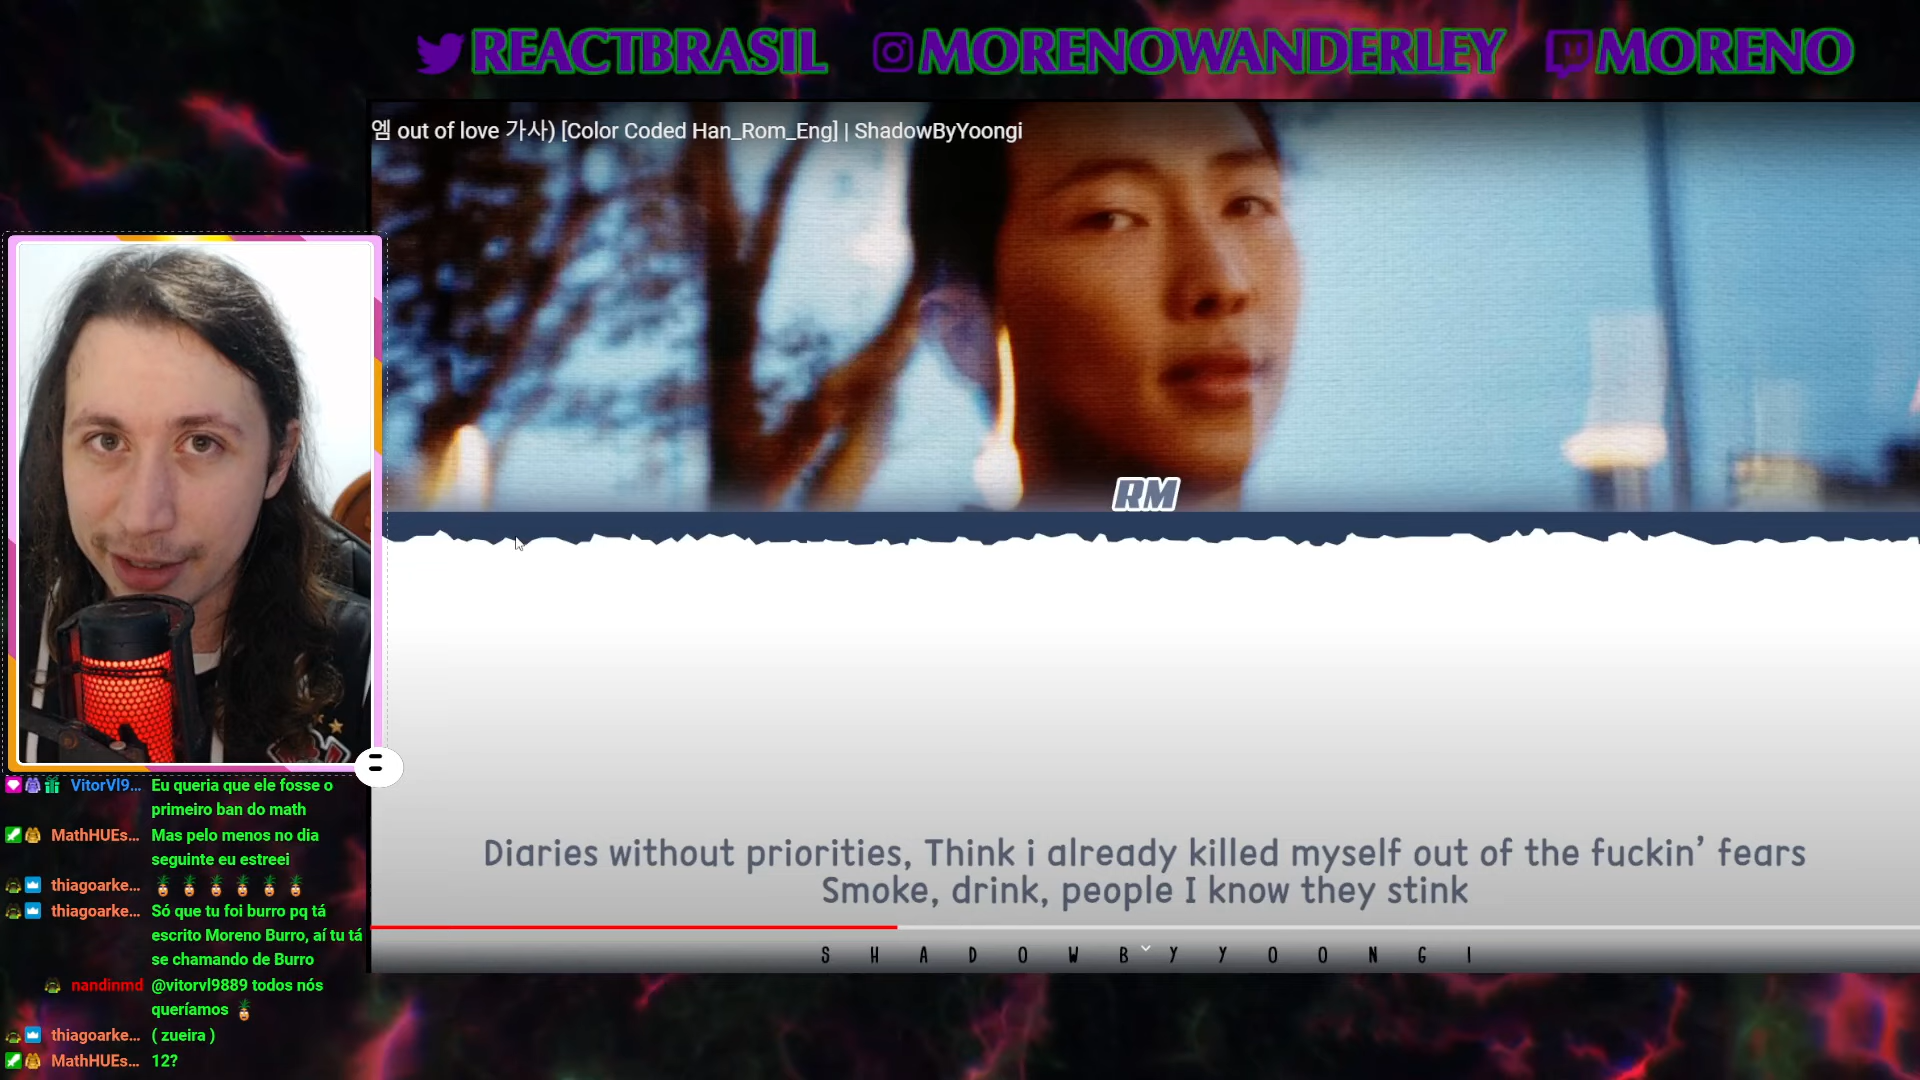 REACTBRASIL MORENOWANDERLEY MORENO
엠 out of love 가사) [Color Coded Han_Rom_Eng] | ShadowByYoongi
RM
Diaries without priorities, Think i already killed myself out of the fuckin’ fears
Smoke, drink, people I know they stink
S H A D O W B Y Y O O N G I
VitorVl9... Eu queria que ele fosse o
primeiro ban do math
MathHUEs... Mas pelo menos no dia
seguinte eu estreei
thiagoarke...
thiagoarke... Só que tu foi burro pq tá
escrito Moreno Burro, aí tu tá
se chamando de Burro
nandinmd @vitorvl9889 todos nós
queríamos
thiagoarke... ( zueira )
MathHUEs... 12?